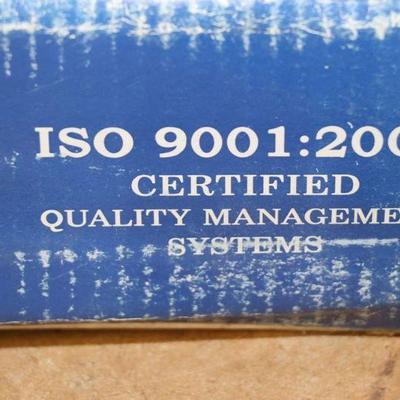 ISO 9001:200
CERTIFIED
QUALITY MANAGEME
SYSTEMS